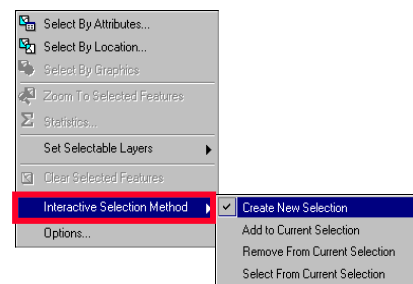 Select By Attributes...
Select By Location...
Select By Graphics
Zoom To Selected Features
Statistics...
Set Selectable Layers
Clear Selected Features
Interactive Selection Method
Options...
Create New Selection
Add to Current Selection
Remove From Current Selection
Select From Current Selection